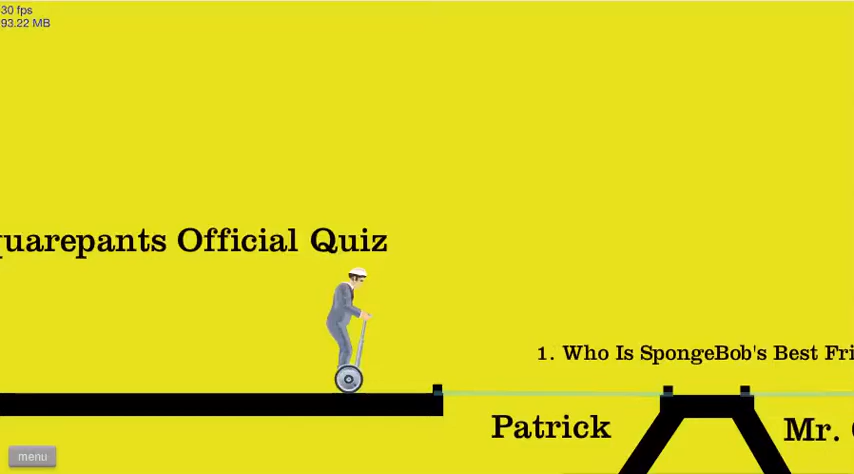 30 fps
93.22 MB
quarepants Official Quiz
1. Who Is SpongeBob's Best Fri
Patrick
Mr.
menu